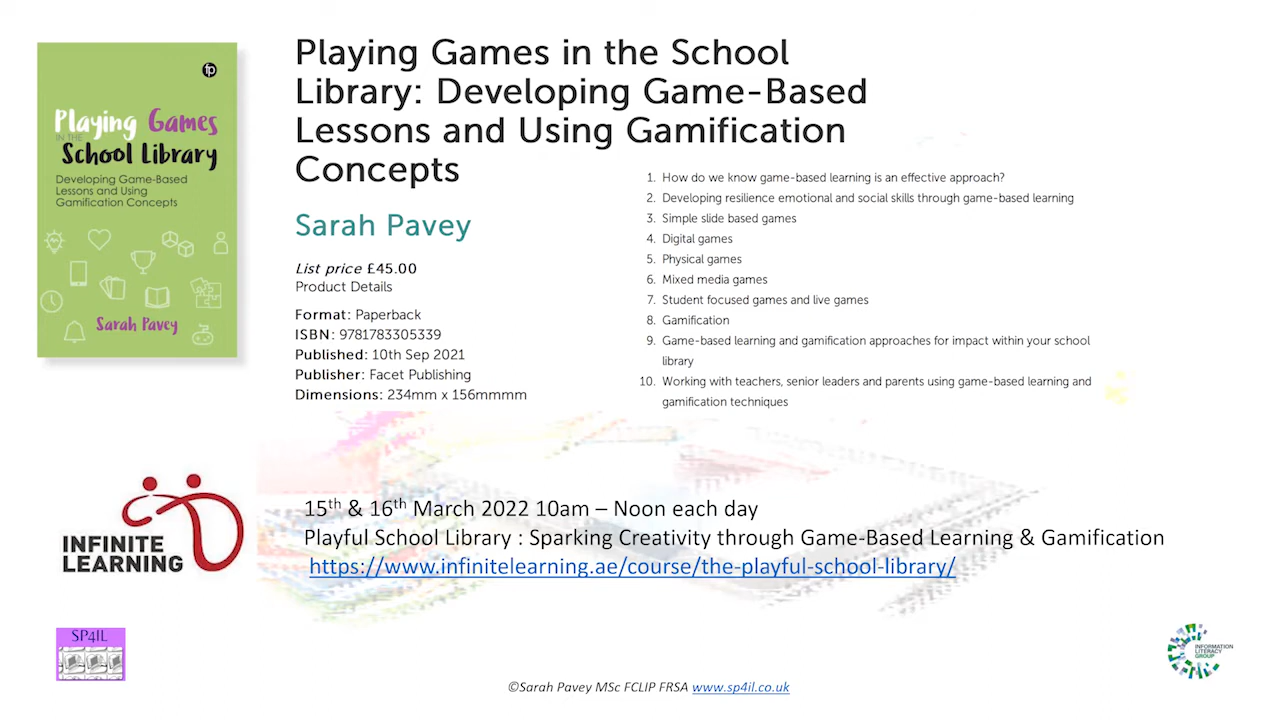 fp
Playing Games
IN THE
School Library
Developing Game-Based
Lessons and Using
Gamification Concepts
Sarah Pavey
Playing Games in the School
Library: Developing Game-Based
Lessons and Using Gamification
Concepts
Sarah Pavey
List price £45.00
Product Details
Format: Paperback
ISBN: 9781783305339
Published: 10th Sep 2021
Publisher: Facet Publishing
Dimensions: 234mm x 156mmmm
1. How do we know game-based learning is an effective approach?
2. Developing resilience emotional and social skills through game-based learning
3. Simple slide based games
4. Digital games
5. Physical games
6. Mixed media games
7. Student focused games and live games
8. Gamification
9. Game-based learning and gamification approaches for impact within your school
library
10. Working with teachers, senior leaders and parents using game-based learning and
gamification techniques
INFINITE
LEARNING
15th & 16th March 2022 10am – Noon each day
Playful School Library : Sparking Creativity through Game-Based Learning & Gamification
https://www.infinitelearning.ae/course/the-playful-school-library/
SP4IL
INFORMATION
LITERACY
GROUP
©Sarah Pavey MSc FCLIP FRSA www.sp4il.co.uk